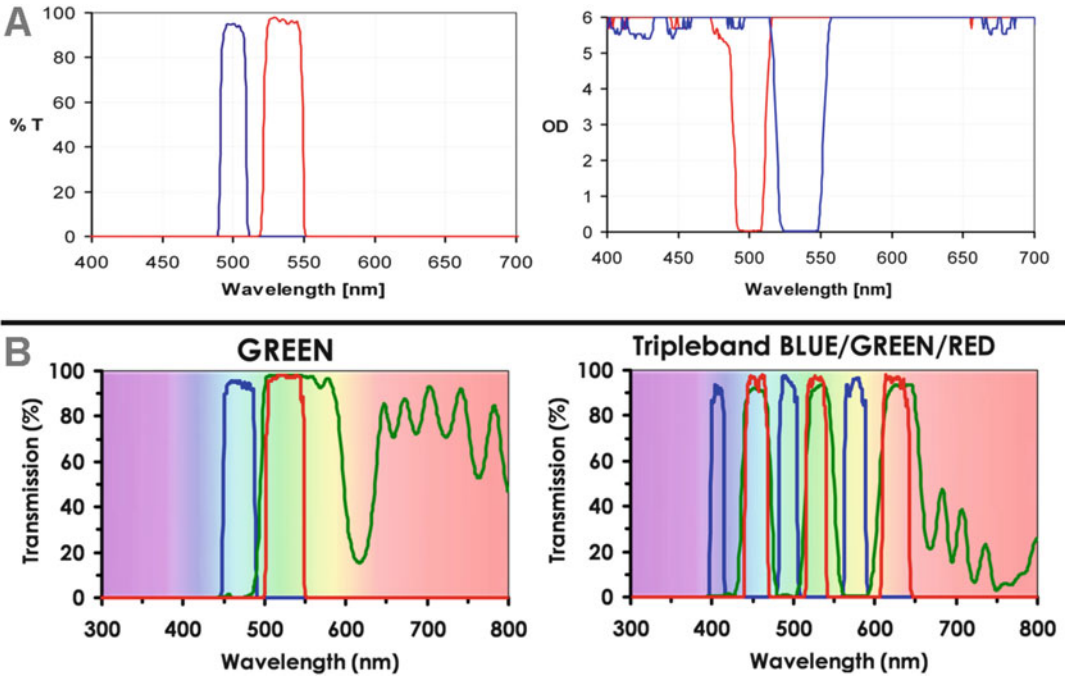 A
100
80
60
40
20
0
% T
400 450 500 550 600 650 700
Wavelength [nm]
6
5
4
3
2
1
0
OD
400 450 500 550 600 650 700
Wavelength [nm]
B
GREEN
100
80
60
40
20
0
Transmission (%)
300 400 500 600 700 800
Wavelength (nm)
Tripleband BLUE/GREEN/RED
100
80
60
40
20
0
Transmission (%)
300 400 500 600 700 800
Wavelength (nm)